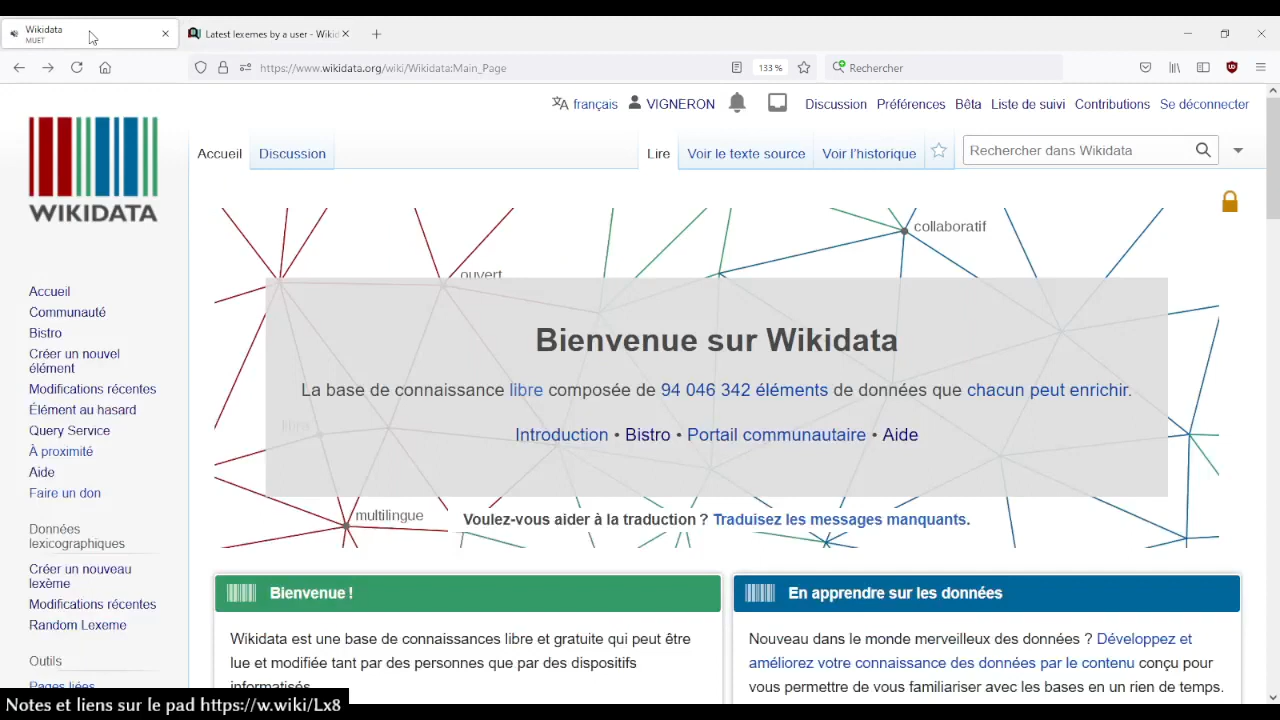 Wikidata
MUET
Latest lexemes by a user - Wikid
https://www.wikidata.org/wiki/Wikidata:Main_Page
133 %
Rechercher
français
VIGNERON
Discussion
Préférences
Bêta
Liste de suivi
Contributions
Se déconnecter
WIKIDATA
Accueil
Discussion
Lire
Voir le texte source
Voir l'historique
Rechercher dans Wikidata
collaboratif
ouvert
Bienvenue sur Wikidata
La base de connaissance libre composée de 94 046 342 éléments de données que chacun peut enrichir.
Introduction • Bistro • Portail communautaire • Aide
multilingue
Voulez-vous aider à la traduction ? Traduisez les messages manquants.
Accueil
Communauté
Bistro
Créer un nouvel
élément
Modifications récentes
Élément au hasard
Query Service
À proximité
Aide
Faire un don
Données
lexicographiques
Créer un nouveau
lexème
Modifications récentes
Random Lexeme
Outils
Pages liées
Bienvenue !
Wikidata est une base de connaissances libre et gratuite qui peut être
lue et modifiée tant par des personnes que par des dispositifs
informatisés.
En apprendre sur les données
Nouveau dans le monde merveilleux des données ? Développez et
améliorez votre connaissance des données par le contenu conçu pour
vous permettre de vous familiariser avec les bases en un rien de temps.
Notes et liens sur le pad https://w.wiki/Lx8